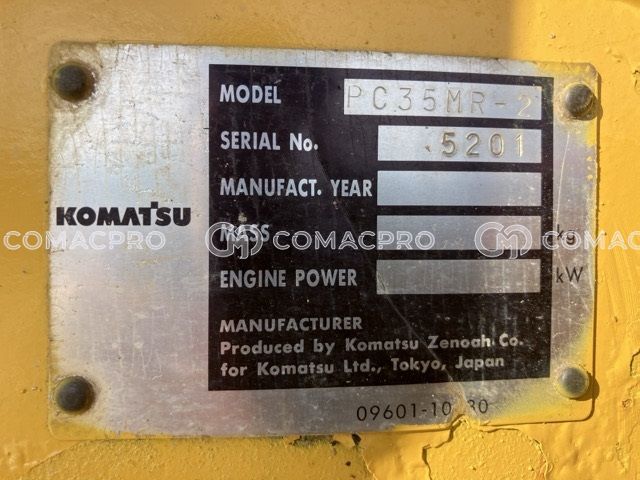 MODEL PC35MR-2
SERIAL No. 5201
MANUFACT. YEAR
KOMATSU
MASS Kg
COMACPRO COMACPRO COMACPRO
ENGINE POWER kW
MANUFACTURER
Produced by Komatsu Zenoah Co.
for Komatsu Ltd., Tokyo, Japan